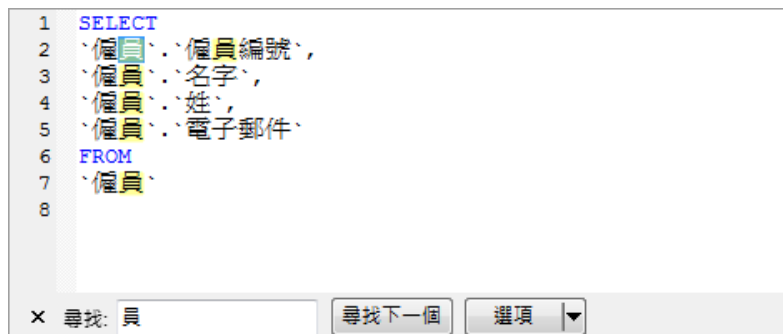 1 SELECT
2 `僱員`.`僱員編號`,
3 `僱員`.`名字`,
4 `僱員`.`姓`,
5 `僱員`.`電子郵件`
6 FROM
7 `僱員`
8
× 尋找: 員 尋找下一個 選項